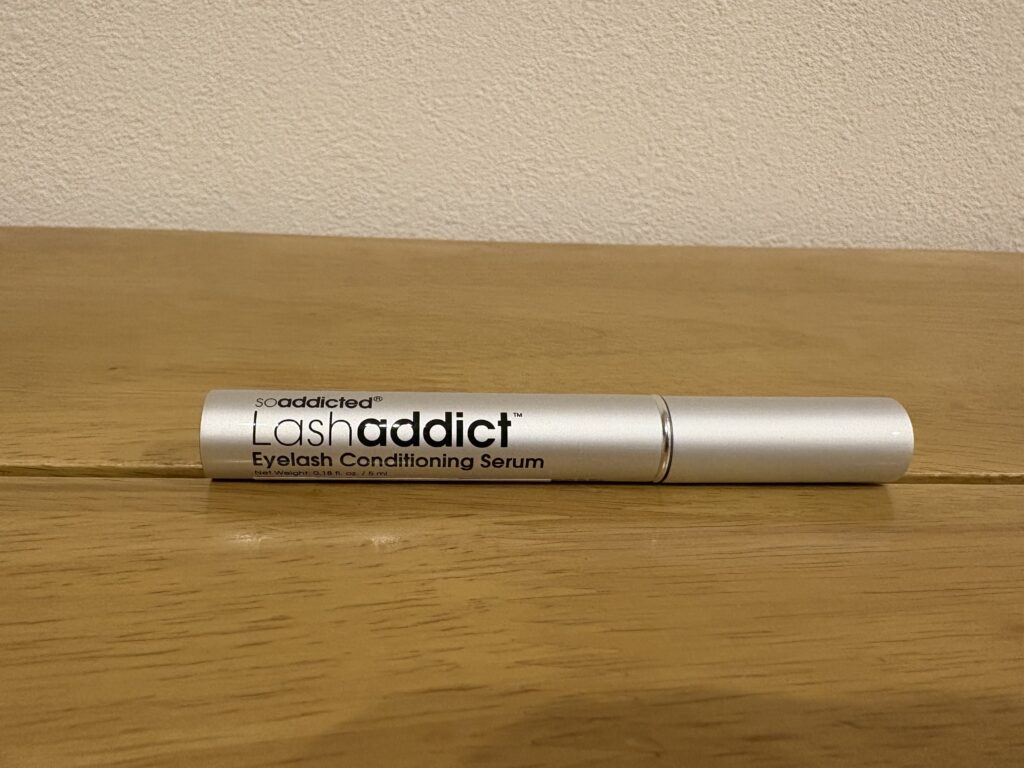 soaddicted®
Lashaddict™
Eyelash Conditioning Serum
Net Weight: 0.18 fl. oz. / 5 ml